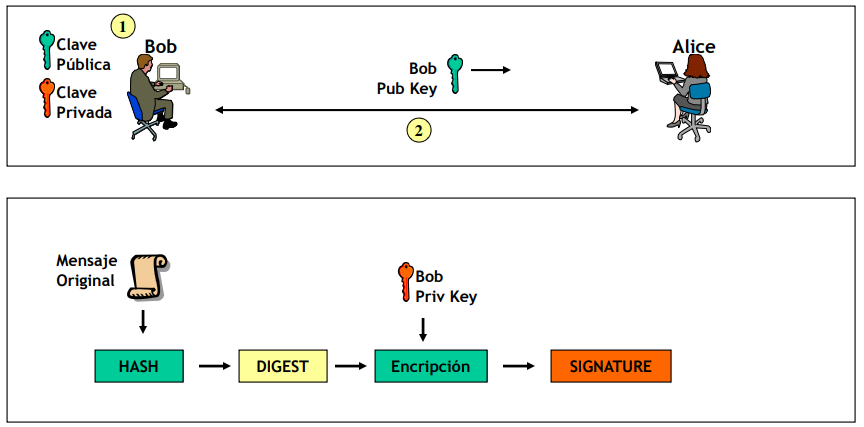 1
Bob
Clave
Pública
Clave
Privada
Bob
Pub Key
Alice
2
Mensaje
Original
Bob
Priv Key
HASH
DIGEST
Encripción
SIGNATURE